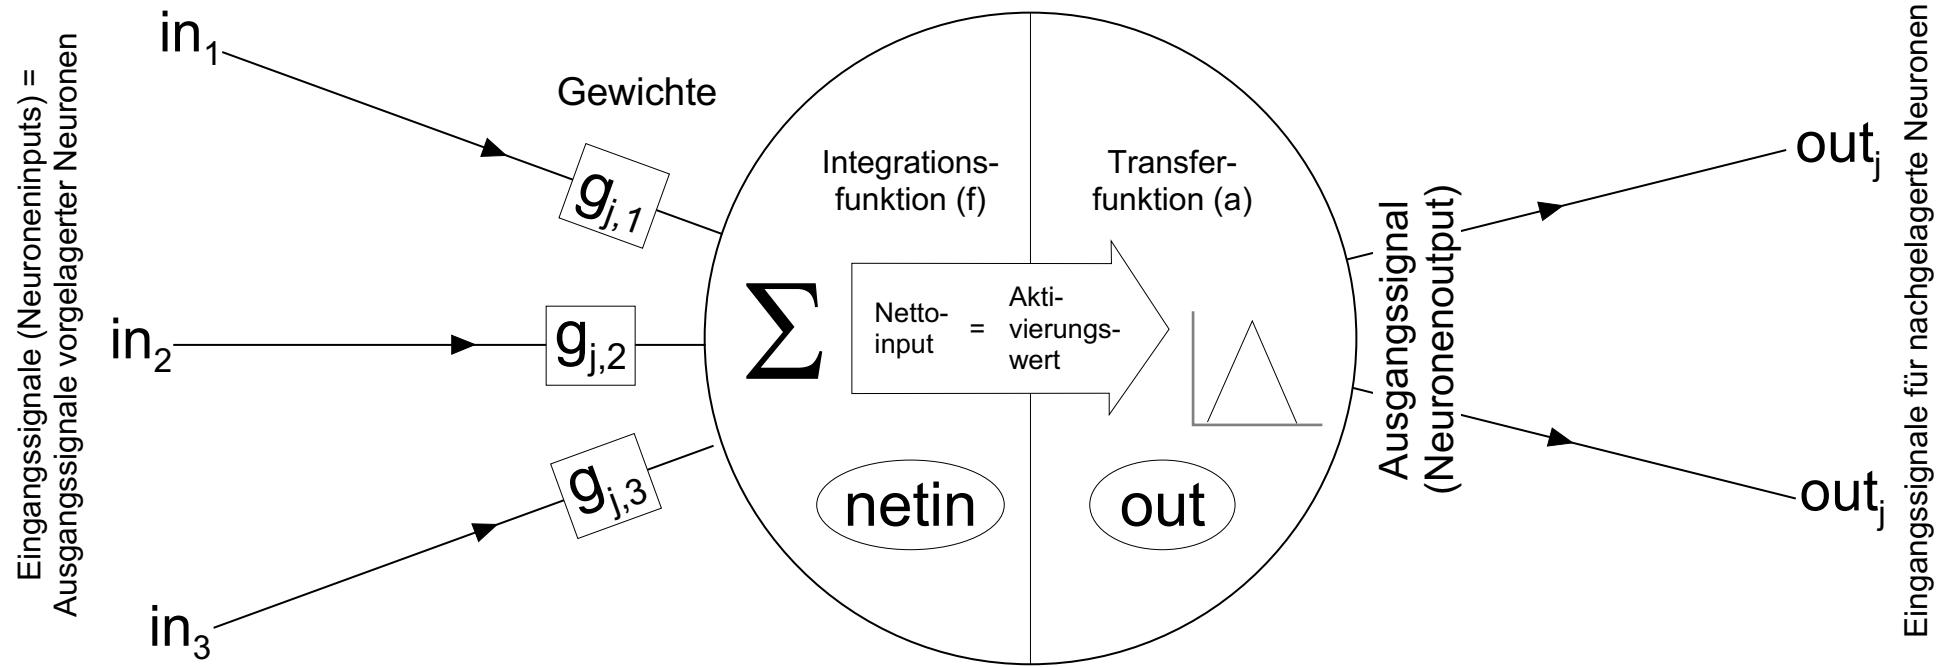 Eingangssignale (Neuroneninputs) =
Ausgangssignale vorgelagerter Neuronen
in1
in2
in3
Gewichte
gj,1
gj,2
gj,3
Integrations-
funktion (f)
Σ
Netto-
input
=
Akti-
vierungs-
wert
netin
Transfer-
funktion (a)
out
Ausgangssignal
(Neuronenoutput)
outj
outj
Eingangssignale für nachgelagerte Neuronen